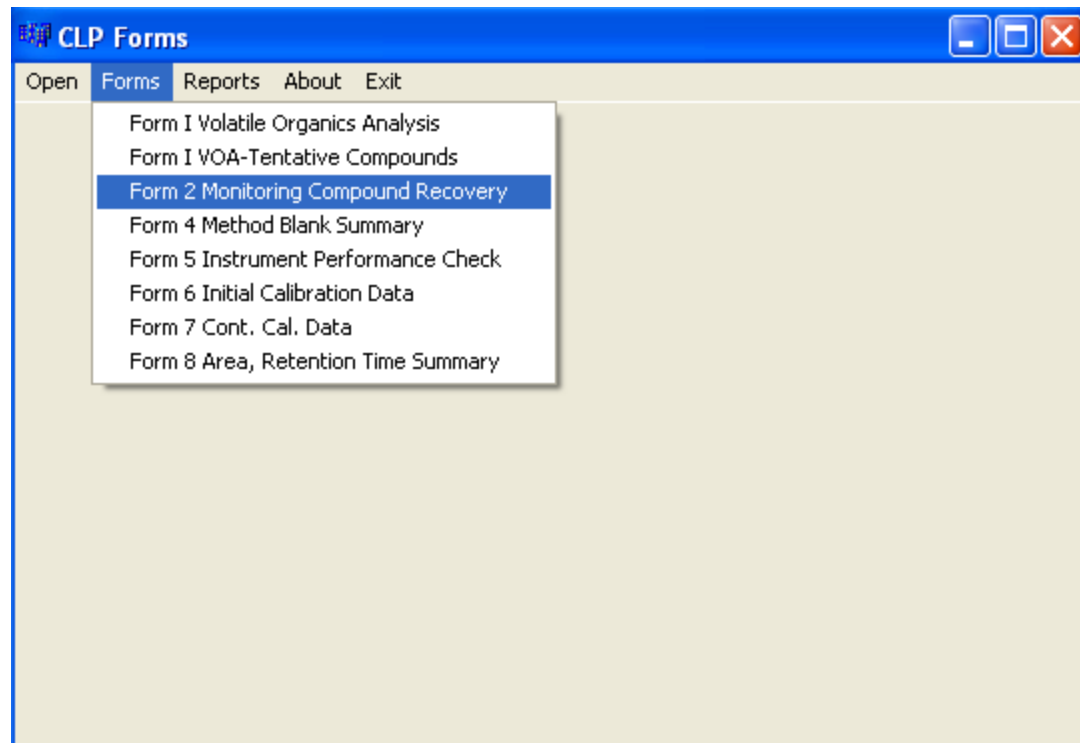 CLP Forms
Open Forms Reports About Exit
Form I Volatile Organics Analysis
Form I VOA-Tentative Compounds
Form 2 Monitoring Compound Recovery
Form 4 Method Blank Summary
Form 5 Instrument Performance Check
Form 6 Initial Calibration Data
Form 7 Cont. Cal. Data
Form 8 Area, Retention Time Summary